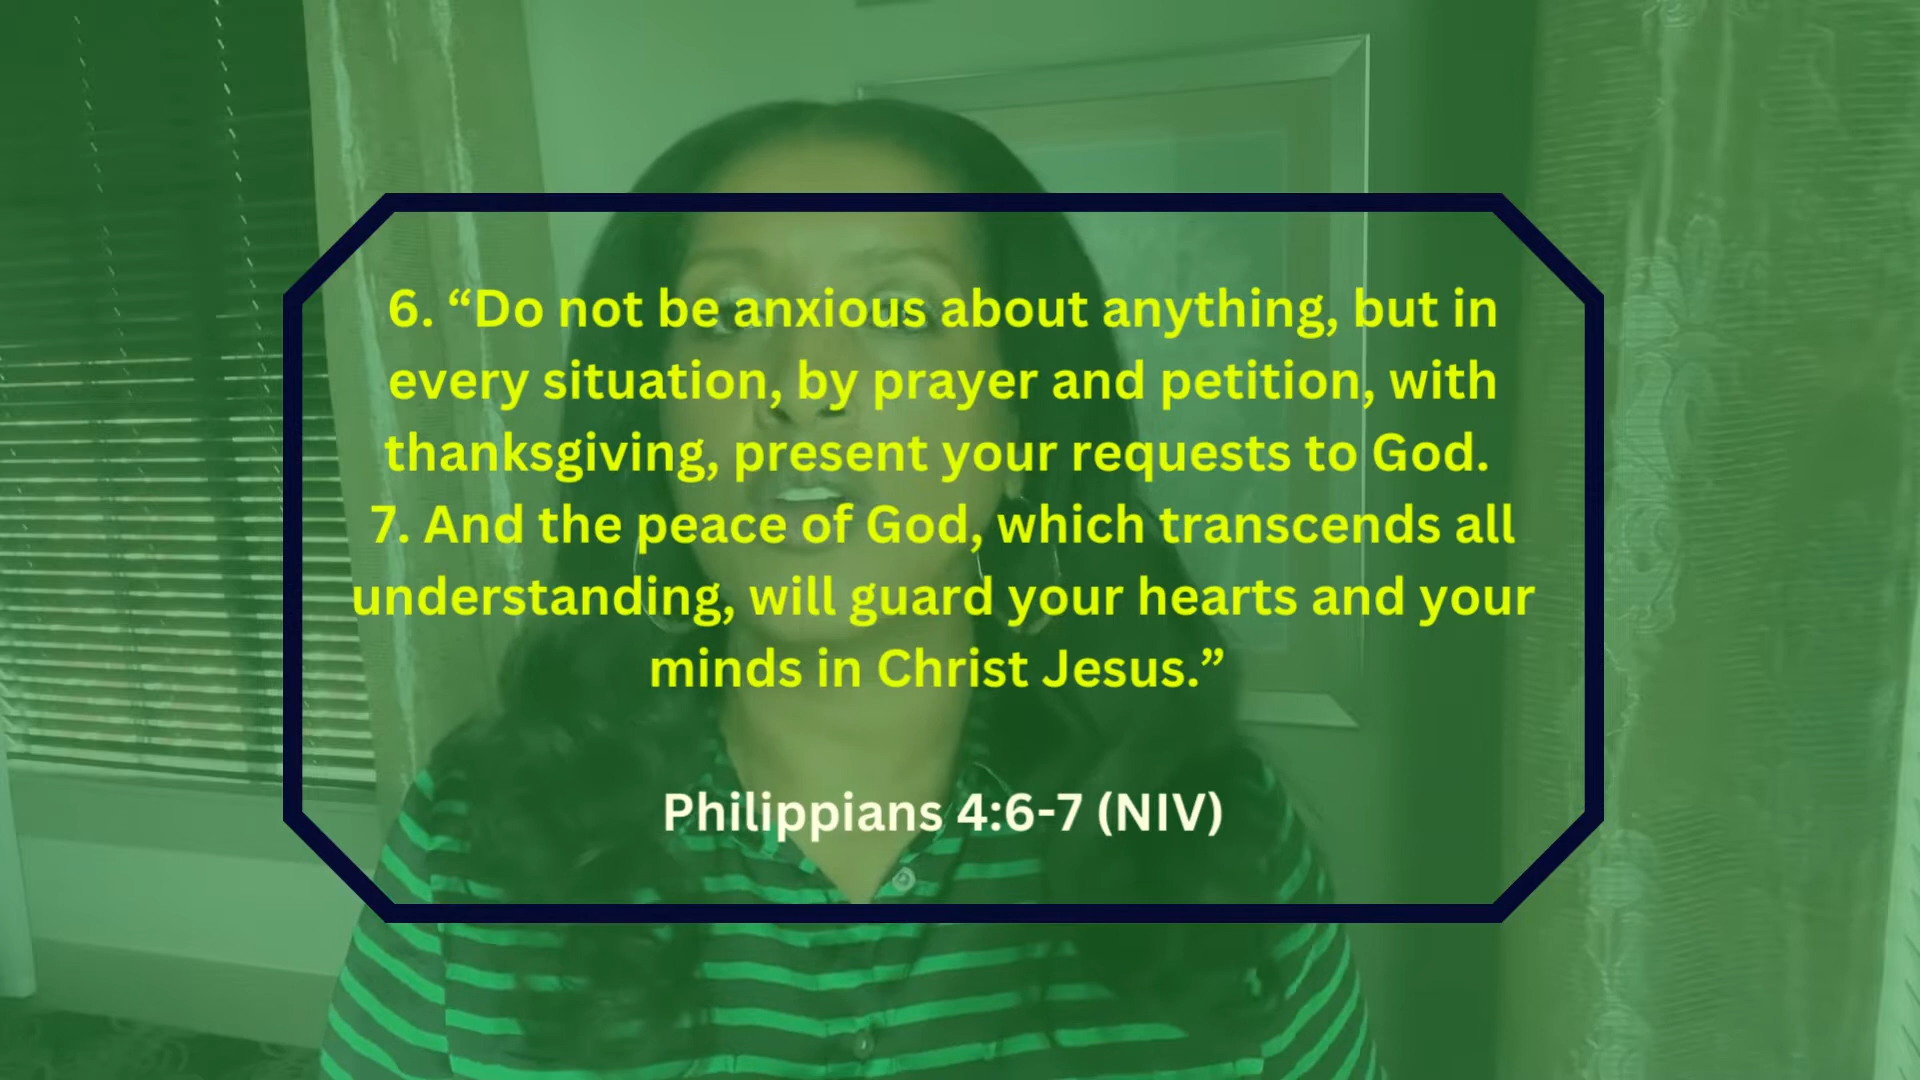 6. “Do not be anxious about anything, but in
every situation, by prayer and petition, with
thanksgiving, present your requests to God.
7. And the peace of God, which transcends all
understanding, will guard your hearts and your
minds in Christ Jesus.”
Philippians 4:6-7 (NIV)